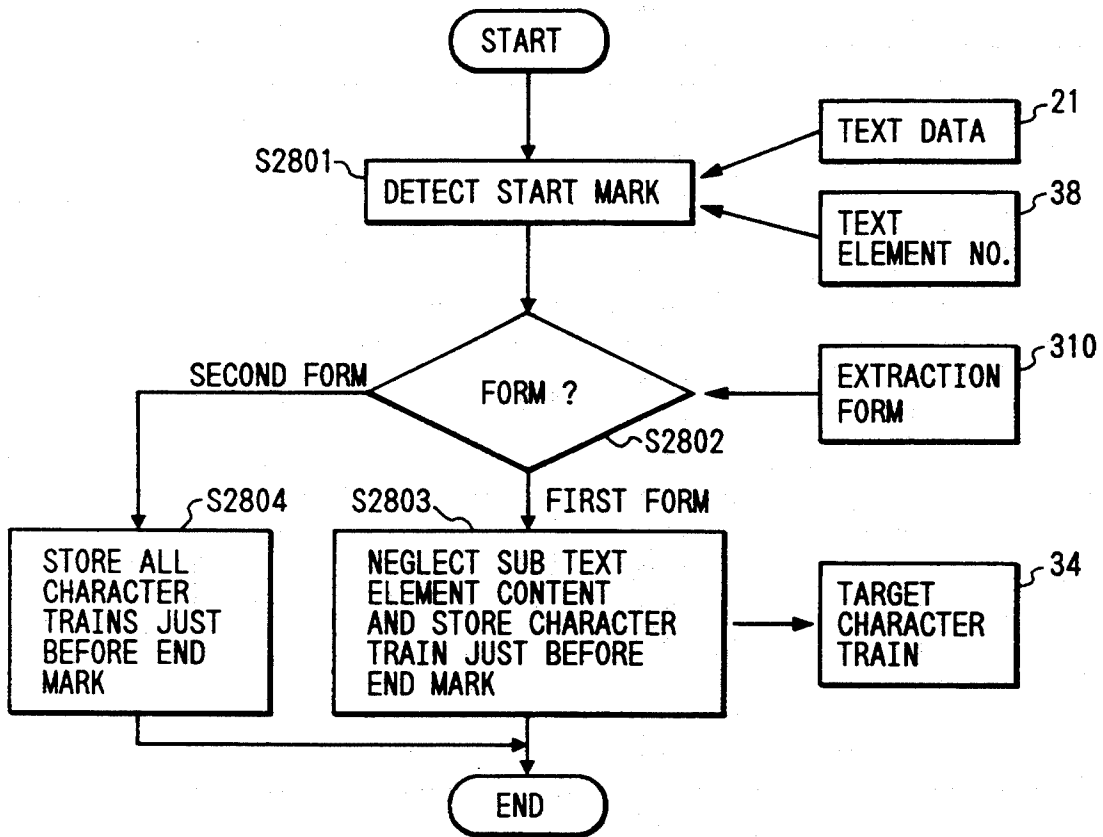 START
21
TEXT DATA
S2801
DETECT START MARK
38
TEXT
ELEMENT NO.
SECOND FORM
FORM ?
310
EXTRACTION
FORM
S2802
FIRST FORM
S2804
STORE ALL
CHARACTER
TRAINS JUST
BEFORE END
MARK
S2803
NEGLECT SUB TEXT
ELEMENT CONTENT
AND STORE CHARACTER
TRAIN JUST BEFORE
END MARK
34
TARGET
CHARACTER
TRAIN
END